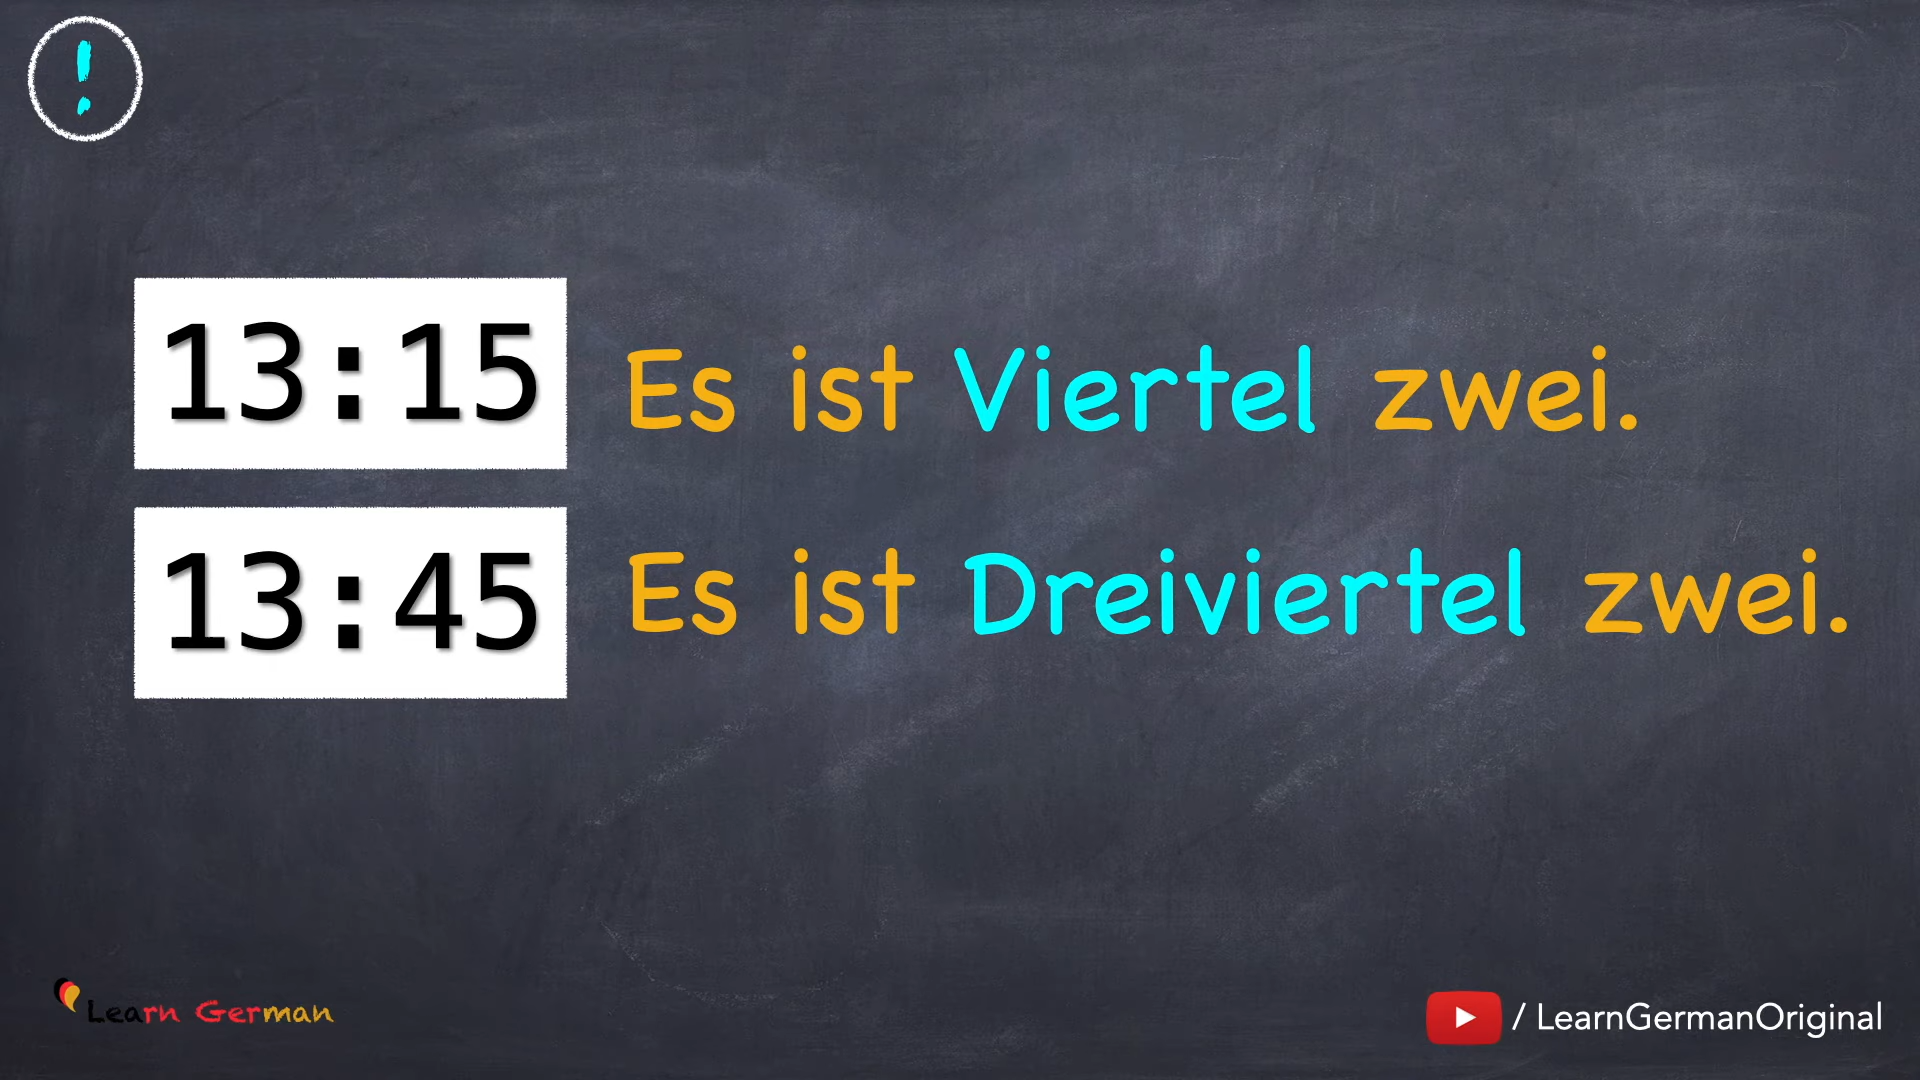 !
13:15 Es ist Viertel zwei.
13:45 Es ist Dreiviertel zwei.
Learn German
/ LearnGermanOriginal